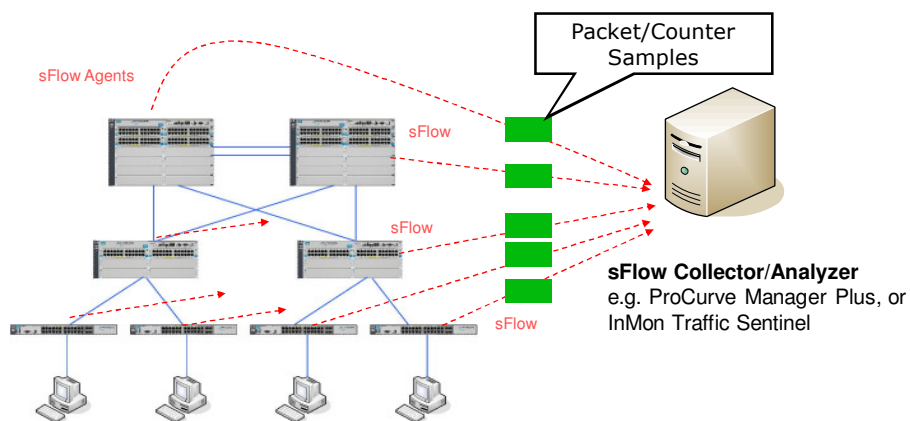 Packet/Counter
Samples
sFlow Agents
sFlow
sFlow
sFlow Collector/Analyzer
e.g. ProCurve Manager Plus, or
InMon Traffic Sentinel
sFlow